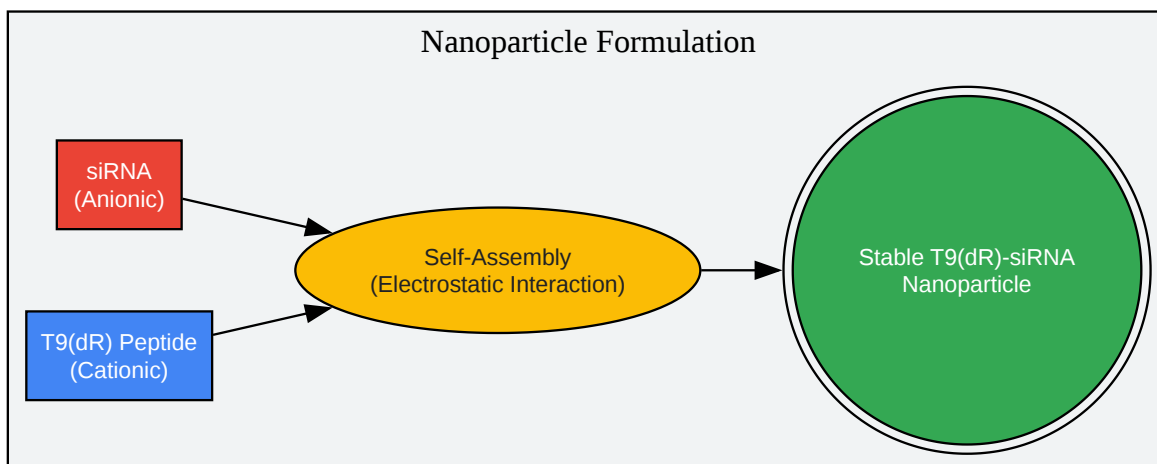 Nanoparticle Formulation
siRNA
(Anionic)
T9(dR) Peptide
(Cationic)
Self-Assembly
(Electrostatic Interaction)
Stable T9(dR)-siRNA
Nanoparticle